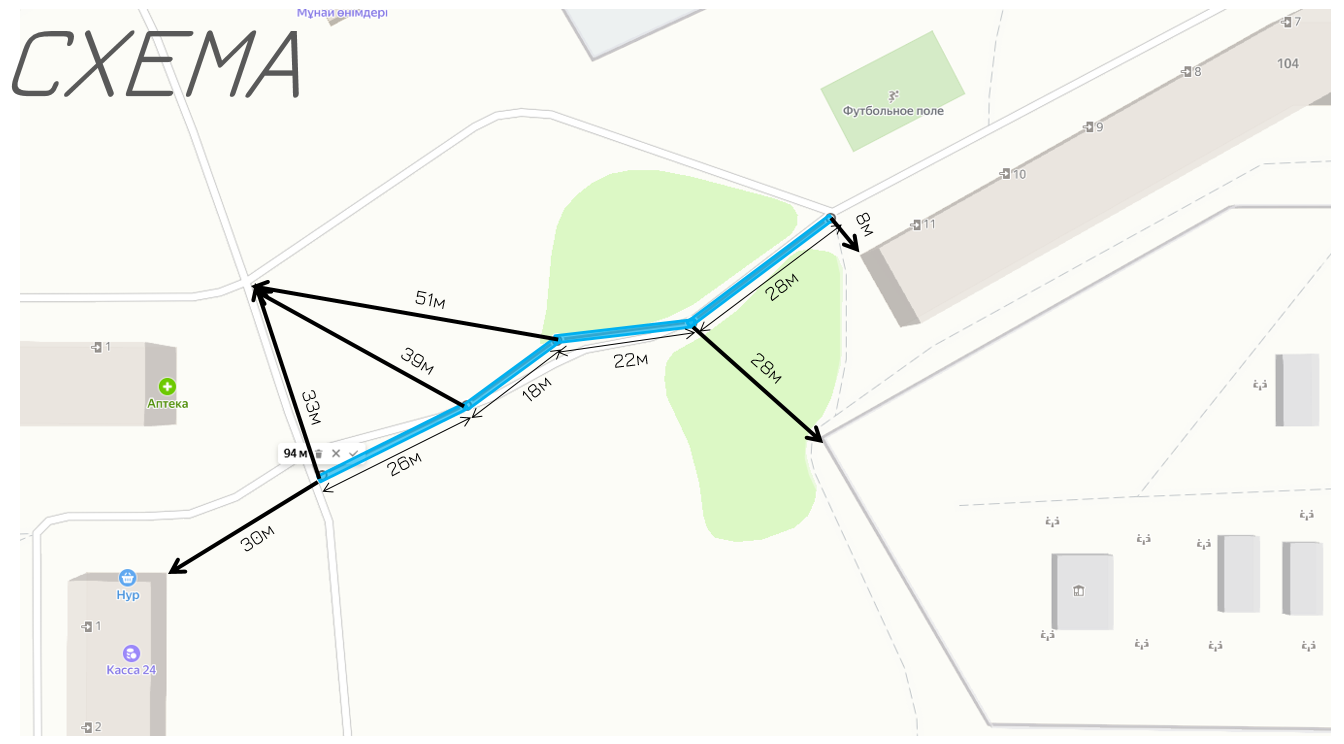 Мұнай өнімдері
СХЕМА
7
104
8
Футбольное поле
9
10
11
8м
28м
51м
39м
22м
28м
18м
1
Аптека
33м
94 м
26м
30м
Нур
1
Касса 24
2